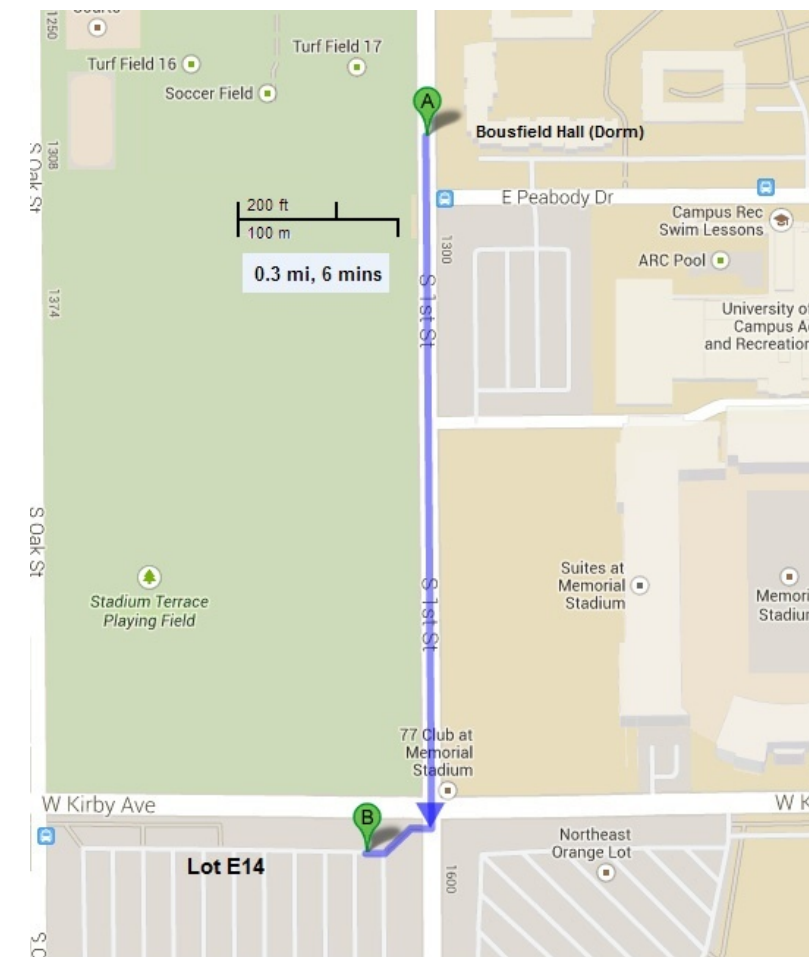 1250
Courts
Turf Field 16
Turf Field 17
Soccer Field
A
Bousfield Hall (Dorm)
1308
S Oak St
E Peabody Dr
200 ft
100 m
0.3 mi, 6 mins
Campus Rec
Swim Lessons
ARC Pool
1300
S 1st St
1374
University of
Campus A
and Recreation
S Oak St
Stadium Terrace
Playing Field
S 1st St
Suites at
Memorial
Stadium
Memori
Stadiu
77 Club at
Memorial
Stadium
W Kirby Ave
W K
B
Lot E14
Northeast
Orange Lot
1600
S O